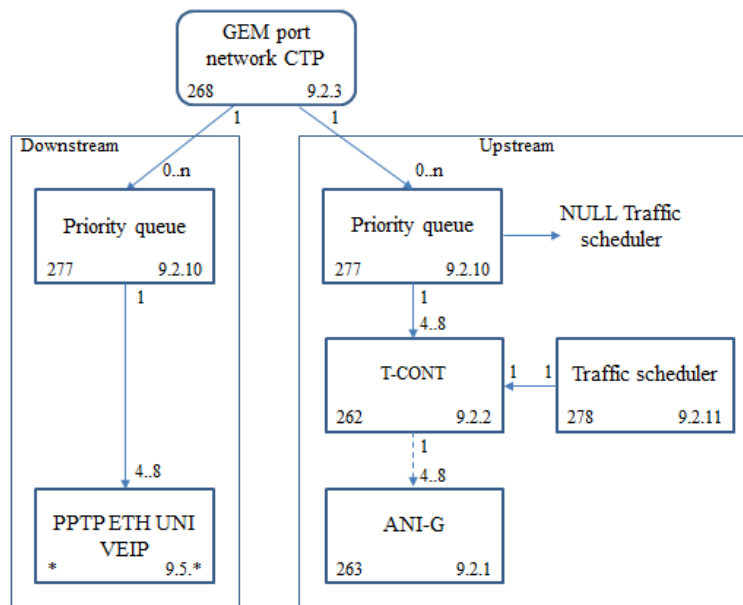 GEM port
network CTP
268 9.2.3
1 1
Downstream Upstream
0..n 0..n
Priority queue Priority queue NULL Traffic
scheduler
277 9.2.10 277 9.2.10
1 1
4..8
T-CONT 1 1 Traffic scheduler
262 9.2.2 278 9.2.11
1
4..8 4..8
PPTP ETH UNI ANI-G
VEIP
* 9.5.* 263 9.2.1